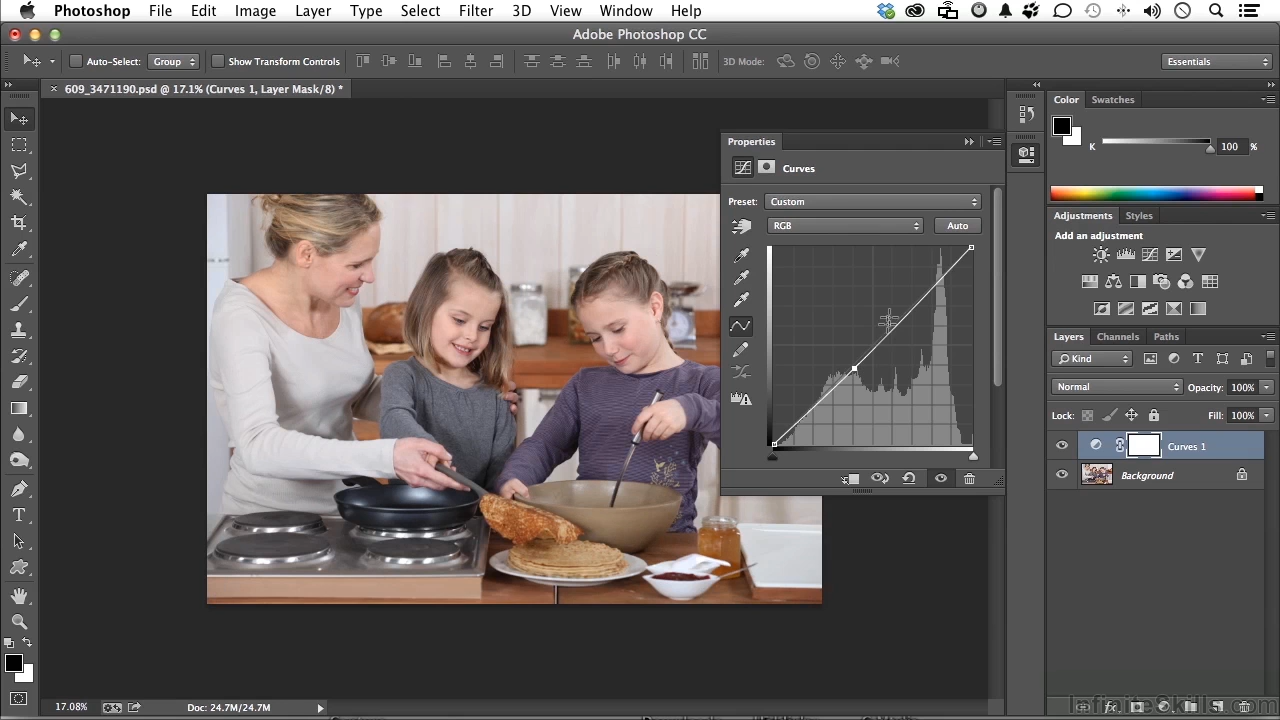 Photoshop File Edit Image Layer Type Select Filter 3D View Window Help
Adobe Photoshop CC
Auto-Select: Group Show Transform Controls 3D Mode: Essentials
609_3471190.psd @ 17.1% (Curves 1, Layer Mask/8) *
Properties
Curves
Preset: Custom
RGB Auto
Color Swatches
K 100 %
Adjustments Styles
Add an adjustment
Layers Channels Paths
Kind
Normal Opacity: 100%
Lock: Fill: 100%
Curves 1
Background
17.08% Doc: 24.7M/24.7M
InfiniteSkills.com